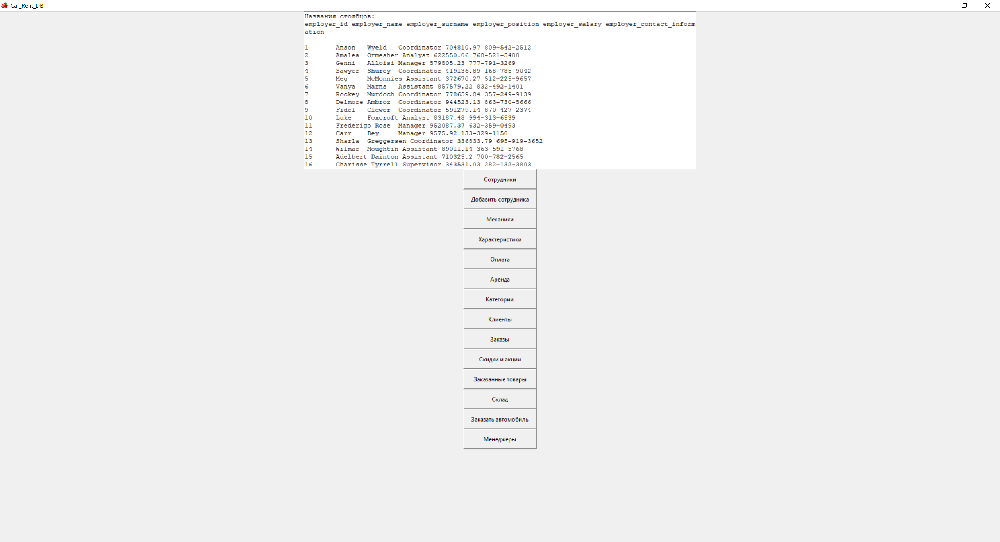 Car_Rent_DB
Названия столбцов:
employer_id employer_name employer_surname employer_position employer_salary employer_contact_inform
ation
1 Anson Wyeld Coordinator 704810.97 809-542-2512
2 Amalea Ormesher Analyst 622550.06 768-521-5400
3 Genni Alloisi Manager 579805.23 777-791-3269
4 Sawyer Shurey Coordinator 419136.89 168-785-9042
5 Meg McMonnies Assistant 372670.27 512-225-9657
6 Vanya Marns Assistant 857579.22 832-492-1401
7 Rockey Murdoch Coordinator 778659.84 357-249-9139
8 Delmore Ambroz Coordinator 944523.13 863-730-5666
9 Fidel Clewer Coordinator 591279.14 870-427-2374
10 Luke Foxcroft Analyst 83187.48 994-313-6539
11 Frederigo Rose Manager 952087.37 632-359-0493
12 Carr Dey Manager 9575.92 133-329-1150
13 Sharla Greggersen Coordinator 336833.79 695-919-3652
14 Wilmar Moughtin Assistant 89011.14 363-591-5768
15 Adelbert Dainton Assistant 710325.2 700-782-2565
16 Charisse Tyrrell Supervisor 343531.03 282-132-3803
Сотрудники
Добавить сотрудника
Механики
Характеристики
Оплата
Аренда
Категории
Клиенты
Заказы
Скидки и акции
Заказанные товары
Склад
Заказать автомобиль
Менеджеры